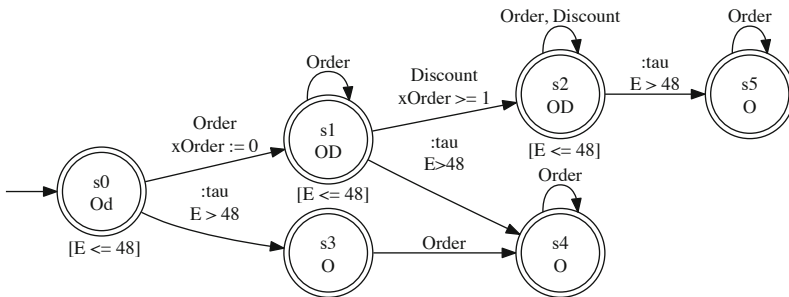 Order, Discount
Order
Order
:tau
E > 48
s2
OD
s5
O
Discount
xOrder >= 1
s1
OD
[E <= 48]
Order
xOrder := 0
:tau
E>48
Order
[E <= 48]
s0
Od
:tau
E > 48
[E <= 48]
s3
O
Order
s4
O